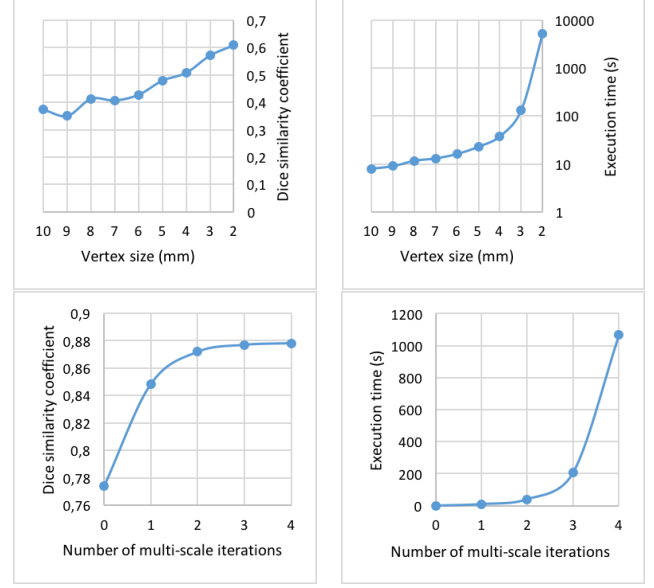 0,7
0,6
0,5
0,4
0,3
0,2
0,1
0
Dice similarity coefficient
10 9 8 7 6 5 4 3 2
Vertex size (mm)
10000
1000
100
10
1
Execution time (s)
10 9 8 7 6 5 4 3 2
Vertex size (mm)
0,9
0,88
0,86
0,84
0,82
0,8
0,78
0,76
Dice similarity coefficient
0 1 2 3 4
Number of multi-scale iterations
1200
1000
800
600
400
200
0
Execution time (s)
0 1 2 3 4
Number of multi-scale iterations